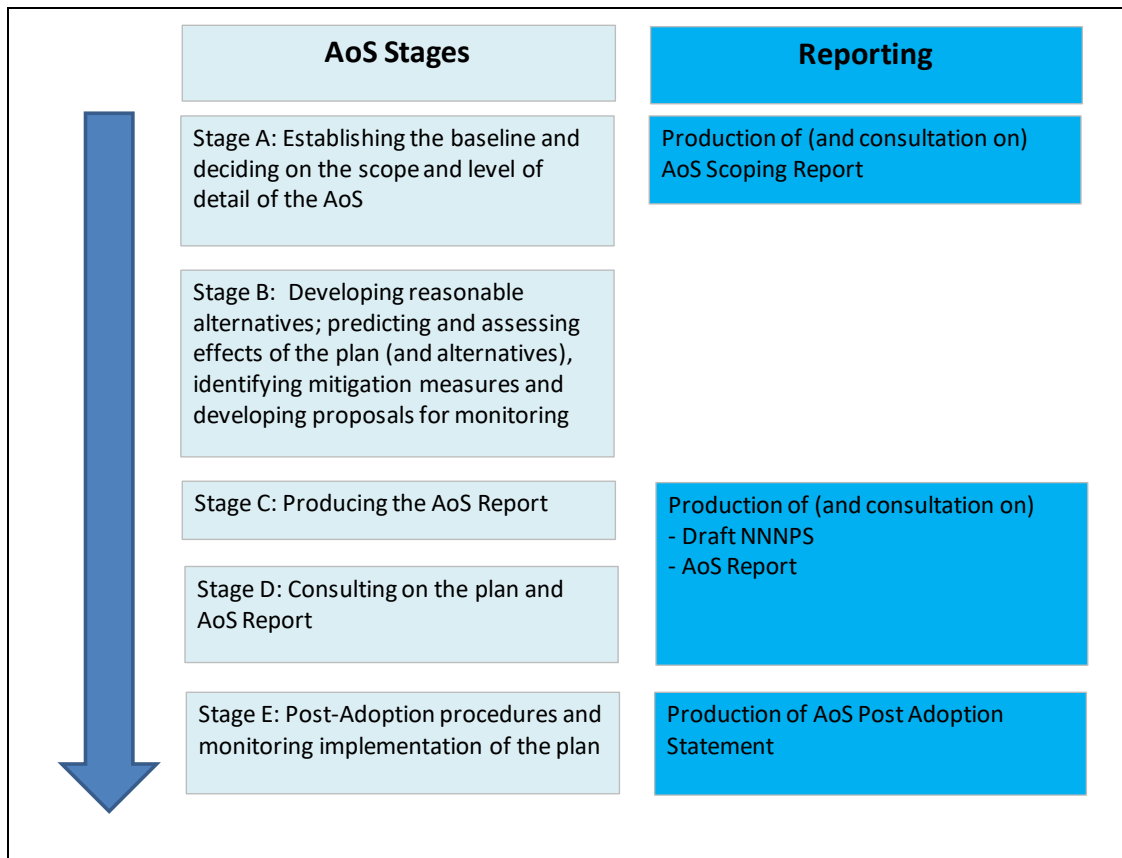 AoS Stages
Reporting
Stage A: Establishing the baseline and
deciding on the scope and level of
detail of the AoS
Production of (and consultation on)
AoS Scoping Report
Stage B:  Developing reasonable
alternatives; predicting and assessing
effects of the plan (and alternatives),
identifying mitigation measures and
developing proposals for monitoring
Stage C: Producing the AoS Report
Production of (and consultation on)
- Draft NNNPS
- AoS Report
Stage D: Consulting on the plan and
AoS Report
Stage E: Post-Adoption procedures and
monitoring implementation of the plan
Production of AoS Post Adoption
Statement